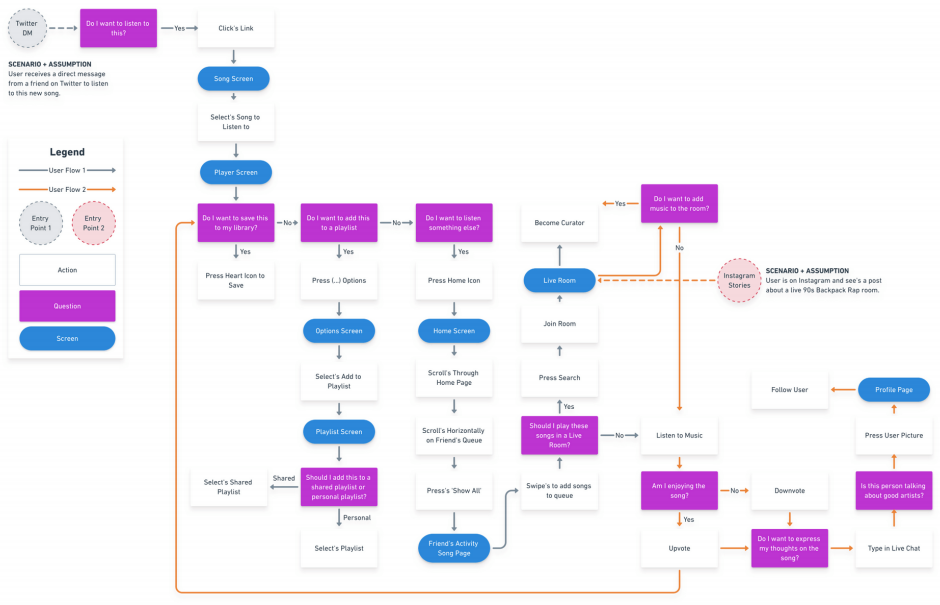 Twitter
DM
Do I want to listen to
this?
Yes
Click's Link
SCENARIO + ASSUMPTION
User receives a direct message
from a friend on Twitter to listen
to this new song.
Song Screen
Select's Song to
Listen to
Player Screen
Legend
User Flow 1
User Flow 2
Entry
Point 1
Entry
Point 2
Action
Question
Screen
Do I want to save this
to my library?
No
Do I want to add this
to a playlist
No
Do I want to listen
something else?
Yes
Yes
Yes
Press Heart Icon to
Save
Press (...) Options
Press Home Icon
Options Screen
Home Screen
Select's Add to
Playlist
Scroll's Through
Home Page
Playlist Screen
Scroll's Horizontally
on Friend's Queue
Select's Shared
Playlist
Shared
Should I add this to a
shared playlist or
personal playlist?
Personal
Select's Playlist
Press's 'Show All'
Friend's Activity
Song Page
Become Curator
Yes
Do I want to add
music to the room?
No
Live Room
Instagram
Stories
SCENARIO + ASSUMPTION
User is on Instagram and see's a post
about a live 90s Backpack Rap room.
Join Room
Press Search
Yes
Should I play these
songs in a Live
Room?
No
Listen to Music
Swipe's to add songs
to queue
Follow User
Profile Page
Press User Picture
Am I enjoying the
song?
No
Downvote
Is this person talking
about good artists?
Yes
Upvote
Do I want to express
my thoughts on the
song?
Type in Live Chat